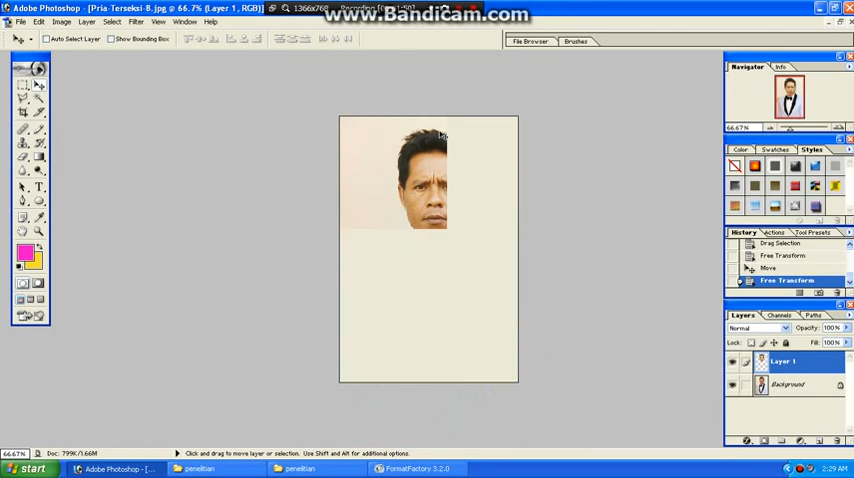 Adobe Photoshop - [Pria-Terseksi-B.jpg @ 66.7% (Layer 1, RGB)]
1366x768
www.Bandicam.com
File Edit Image Layer Select Filter View Window Help
Auto Select Layer Show Bounding Box
File Browser Brushes
Navigator Info
66.67%
Color Swatches Styles
History Actions Tool Presets
Drag Selection
Free Transform
Move
Free Transform
Layers Channels Paths
Normal Opacity: 100%
Lock: Fill: 100%
Layer 1
Background
66.67% Doc: 799K/1.66M Click and drag to move layer or selection. Use Shift and Alt for additional options.
start Adobe Photoshop - [... penelitian penelitian FormatFactory 3.2.0 2:29 AM